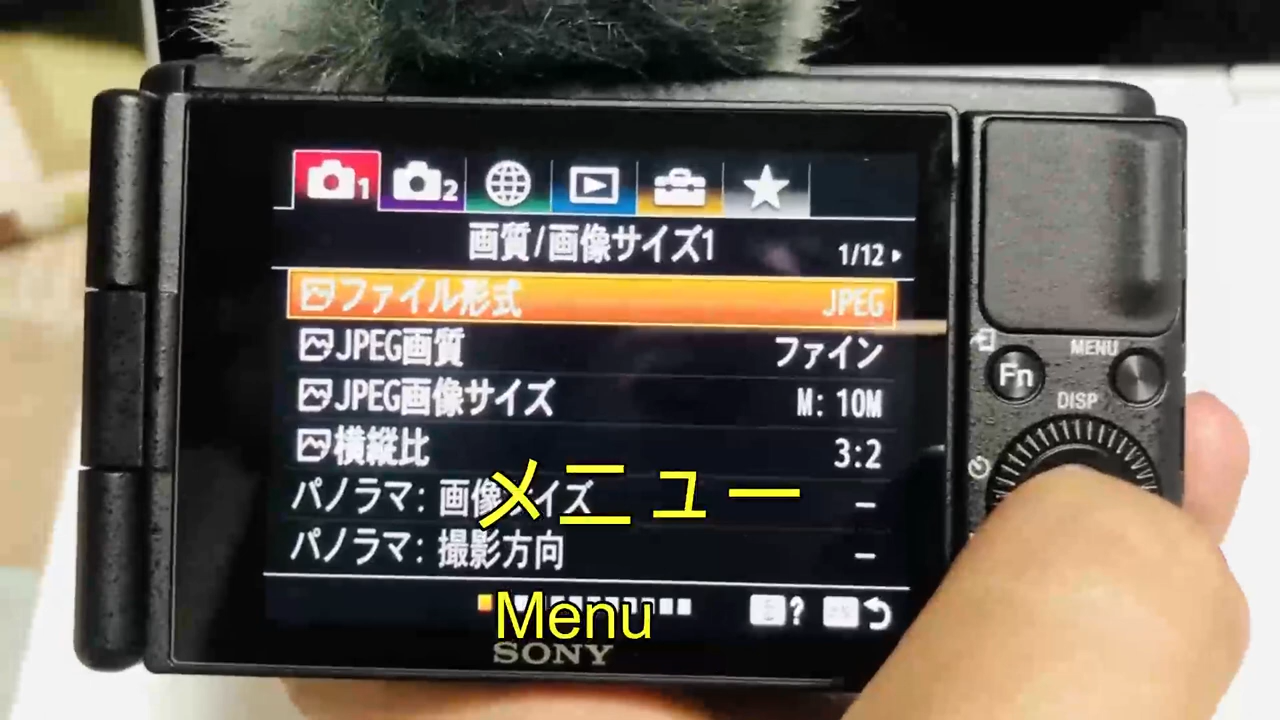 1 2
画質/画像サイズ1 1/12
ファイル形式 JPEG
JPEG画質 ファイン
JPEG画像サイズ M: 10M
横縦比 3:2
パノラマ: 画像サイズ –
パノラマ: 撮影方向 –
メニュー
?
Menu
SONY
MENU
Fn
DISP